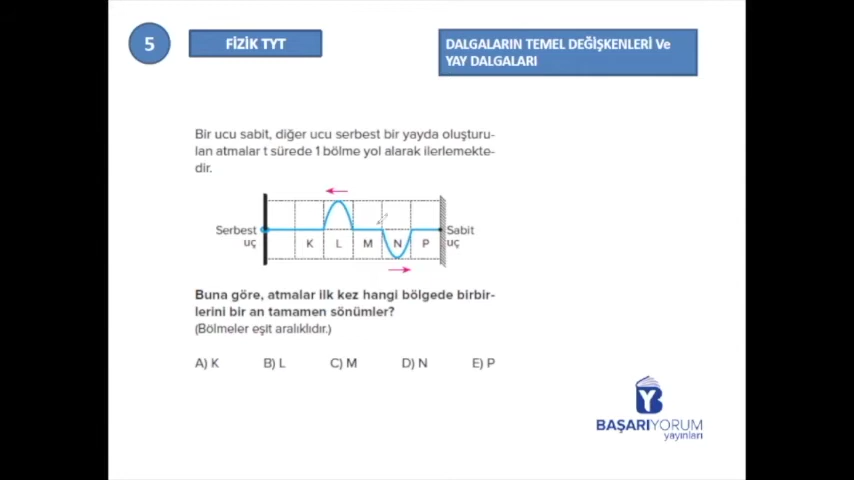 5
FİZİK TYT
DALGALARIN TEMEL DEĞİŞKENLERİ Ve
YAY DALGALARI
Bir ucu sabit, diğer ucu serbest bir yayda oluşturu-
lan atmalar t sürede 1 bölme yol alarak ilerlemekte-
dir.
Serbest
uç
K L M N P
Sabit
uç
Buna göre, atmalar ilk kez hangi bölgede birbir-
lerini bir an tamamen sönümler?
(Bölmeler eşit aralıklıdır.)
A) K B) L C) M D) N E) P
BAŞARIYORUM
yayınları